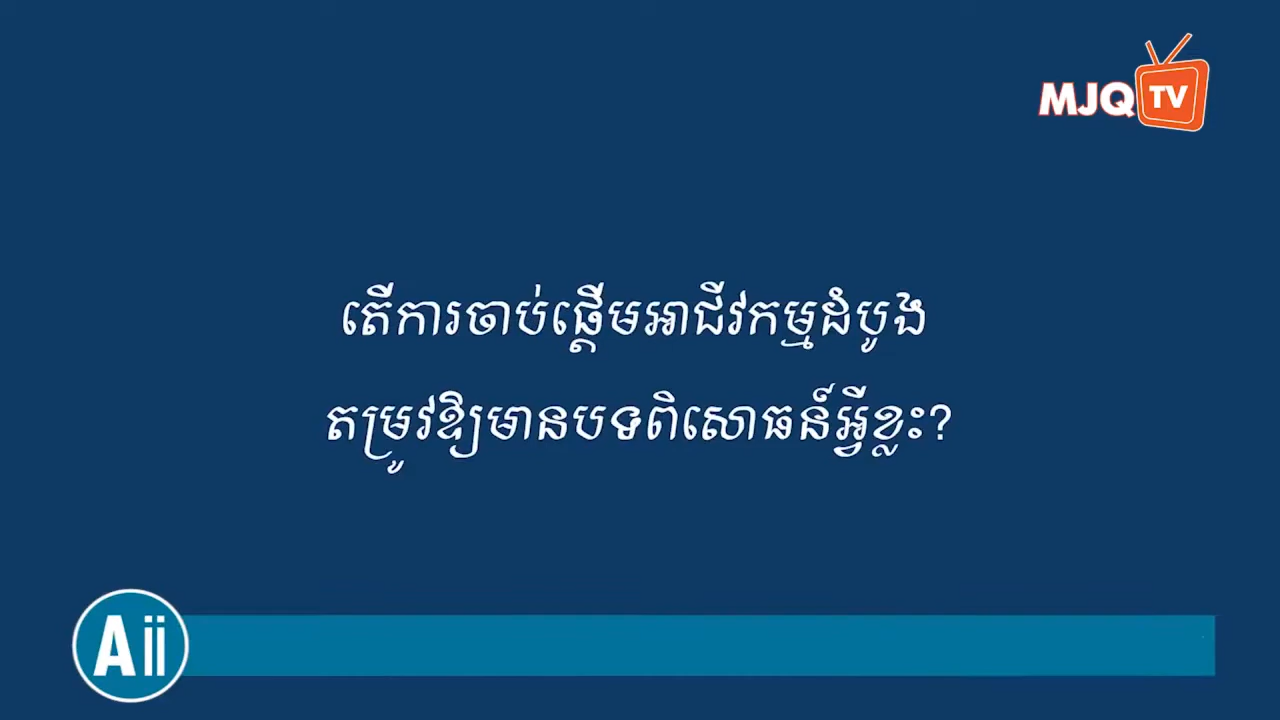 MJQ TV
តើការចាប់ផ្តើមអាជីវកម្មដំបូង
តម្រូវឱ្យមានបទពិសោធន៍អ្វីខ្លះ?
Aii